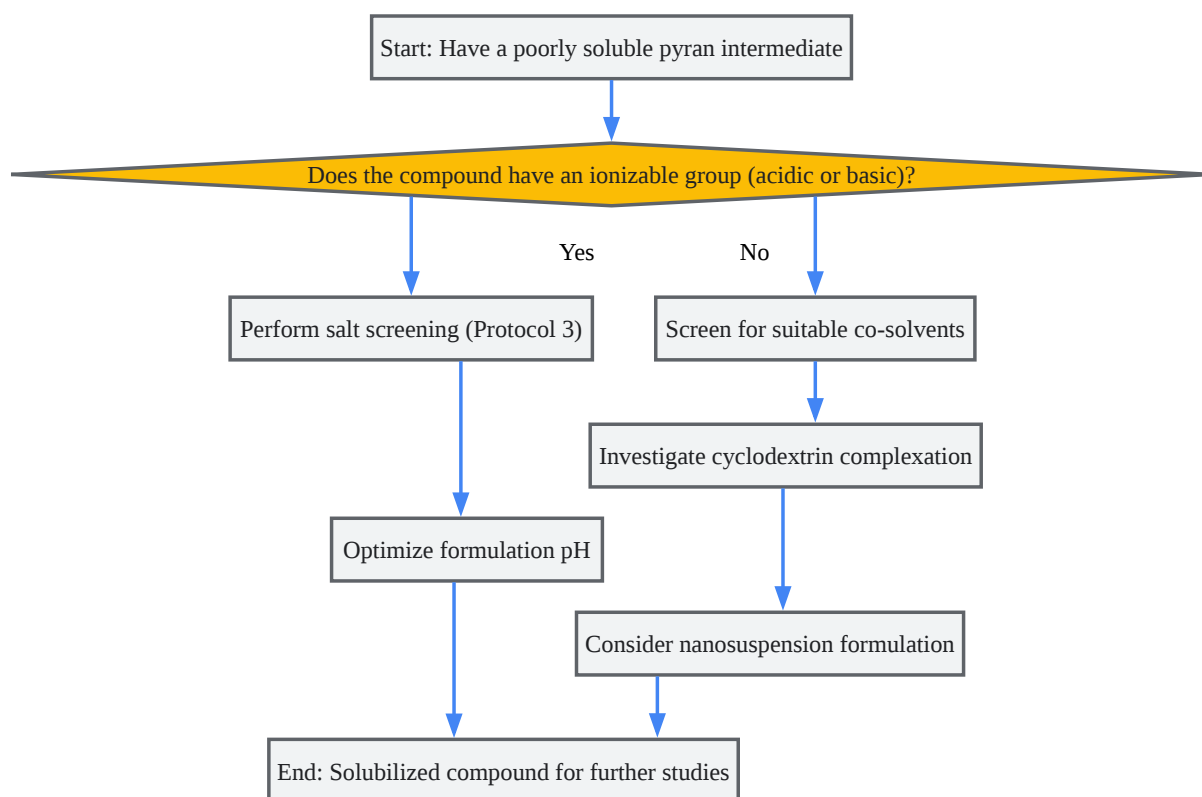 Start: Have a poorly soluble pyran intermediate
Does the compound have an ionizable group (acidic or basic)?
Yes
No
Perform salt screening (Protocol 3)
Screen for suitable co-solvents
Investigate cyclodextrin complexation
Optimize formulation pH
Consider nanosuspension formulation
End: Solubilized compound for further studies